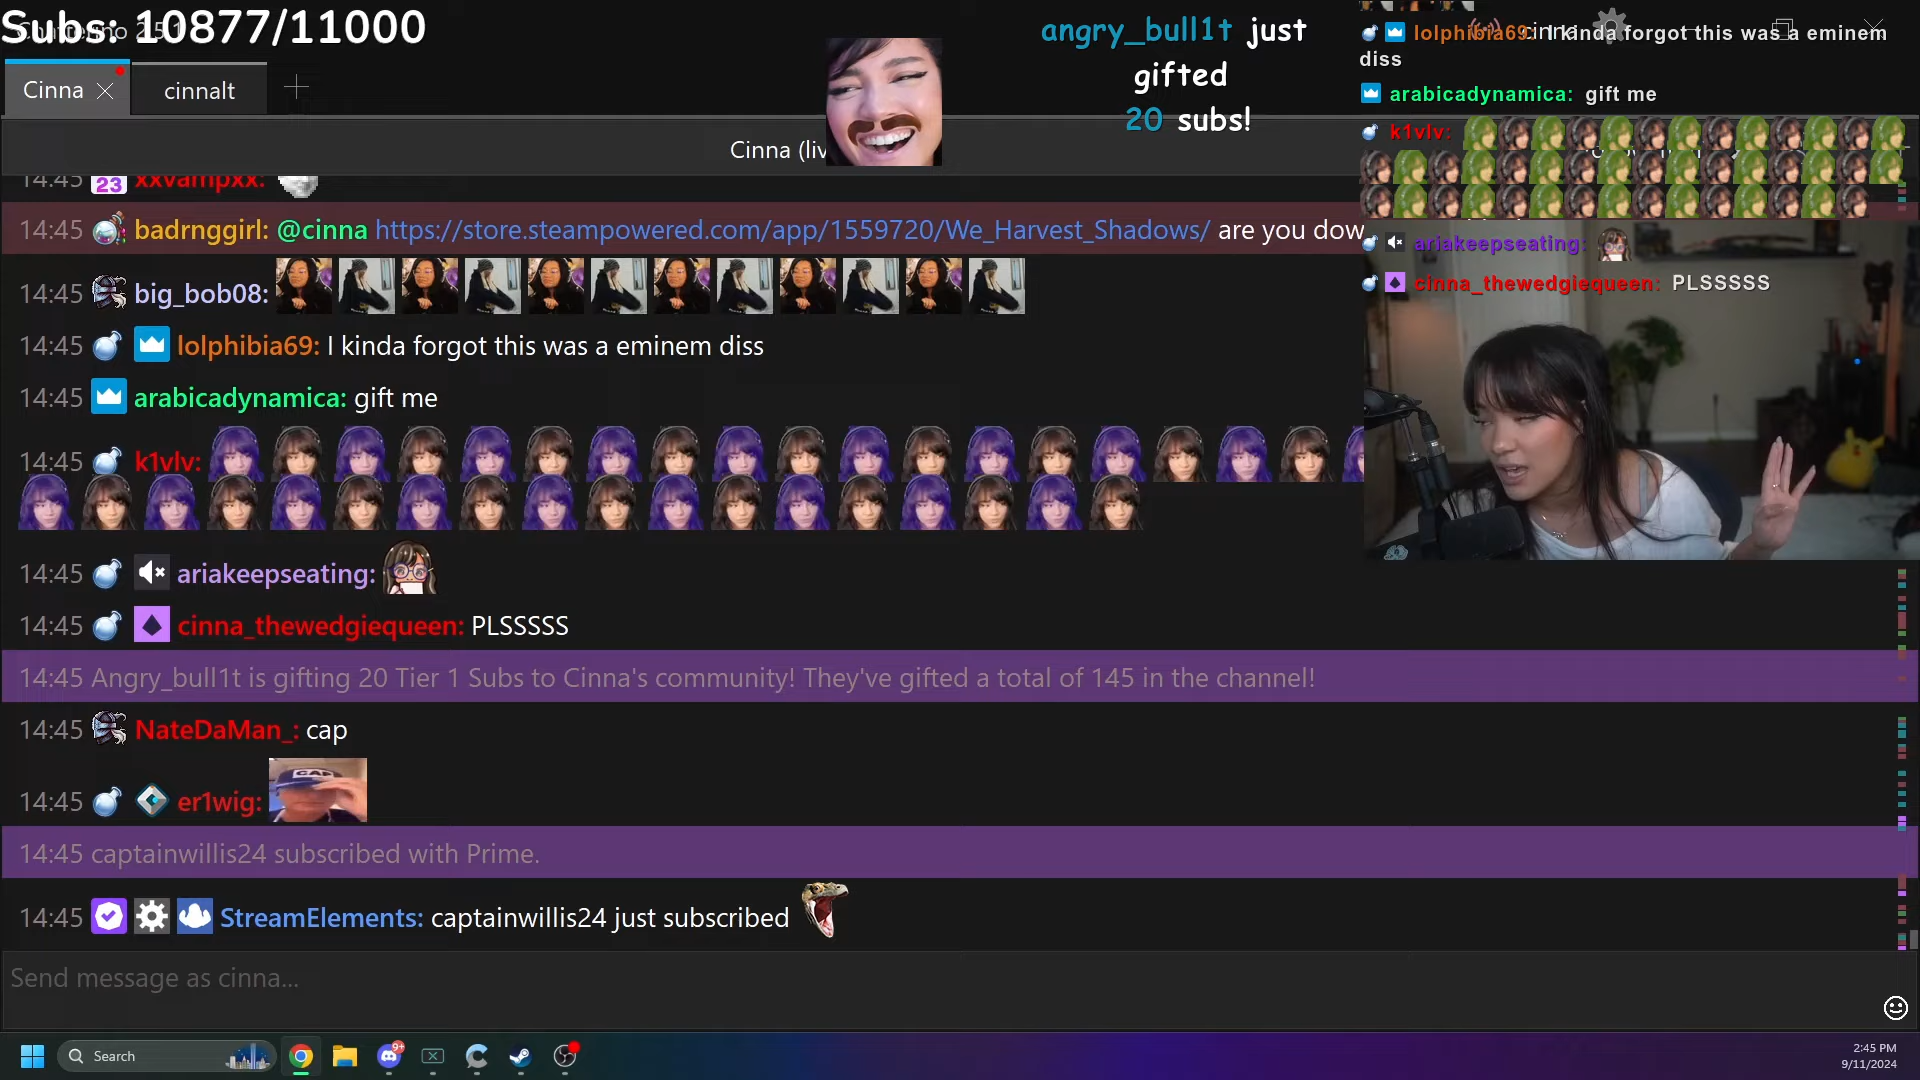 Subs: 10877/11000
angry_bull1t just
gifted
20 subs!
lolphibia69: I kinda forgot this was a eminem
diss
arabicadynamica: gift me
k1vlv:
ariakeepseating:
cinna_thewedgiequeen: PLSSSSS
Cinna
cinnalt
Cinna (liv
14:45 23 xxvampxx:
14:45 badrnggirl: @cinna https://store.steampowered.com/app/1559720/We_Harvest_Shadows/ are you dow
14:45 big_bob08:
14:45 lolphibia69: I kinda forgot this was a eminem diss
14:45 arabicadynamica: gift me
14:45 k1vlv:
14:45 ariakeepseating:
14:45 cinna_thewedgiequeen: PLSSSSS
14:45 Angry_bull1t is gifting 20 Tier 1 Subs to Cinna's community! They've gifted a total of 145 in the channel!
14:45 NateDaMan_: cap
14:45 er1wig: CAP
14:45 captainwillis24 subscribed with Prime.
14:45 StreamElements: captainwillis24 just subscribed
Send message as cinna...
Search
9+
2:45 PM
9/11/2024